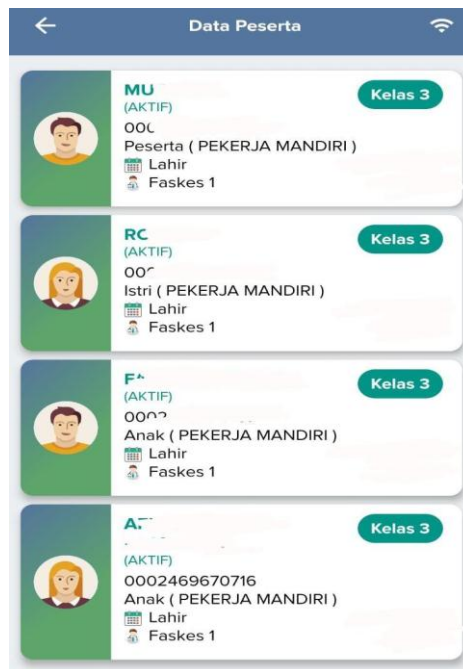 Data Peserta
MU
Kelas 3
(AKTIF)
Peserta ( PEKERJA MANDIRI )
Lahir
Faskes 1
Kelas 3
(AKTIF)
Istri ( PEKERJA MANDIRI )
Lahir
Faskes 1
Kelas 3
(AKTIF)
Anak ( PEKERJA MANDIRI )
Lahir
Faskes 1
Kelas 3
(AKTIF)
0002469670716
Anak ( PEKERJA MANDIRI )
Lahir
Faskes 1